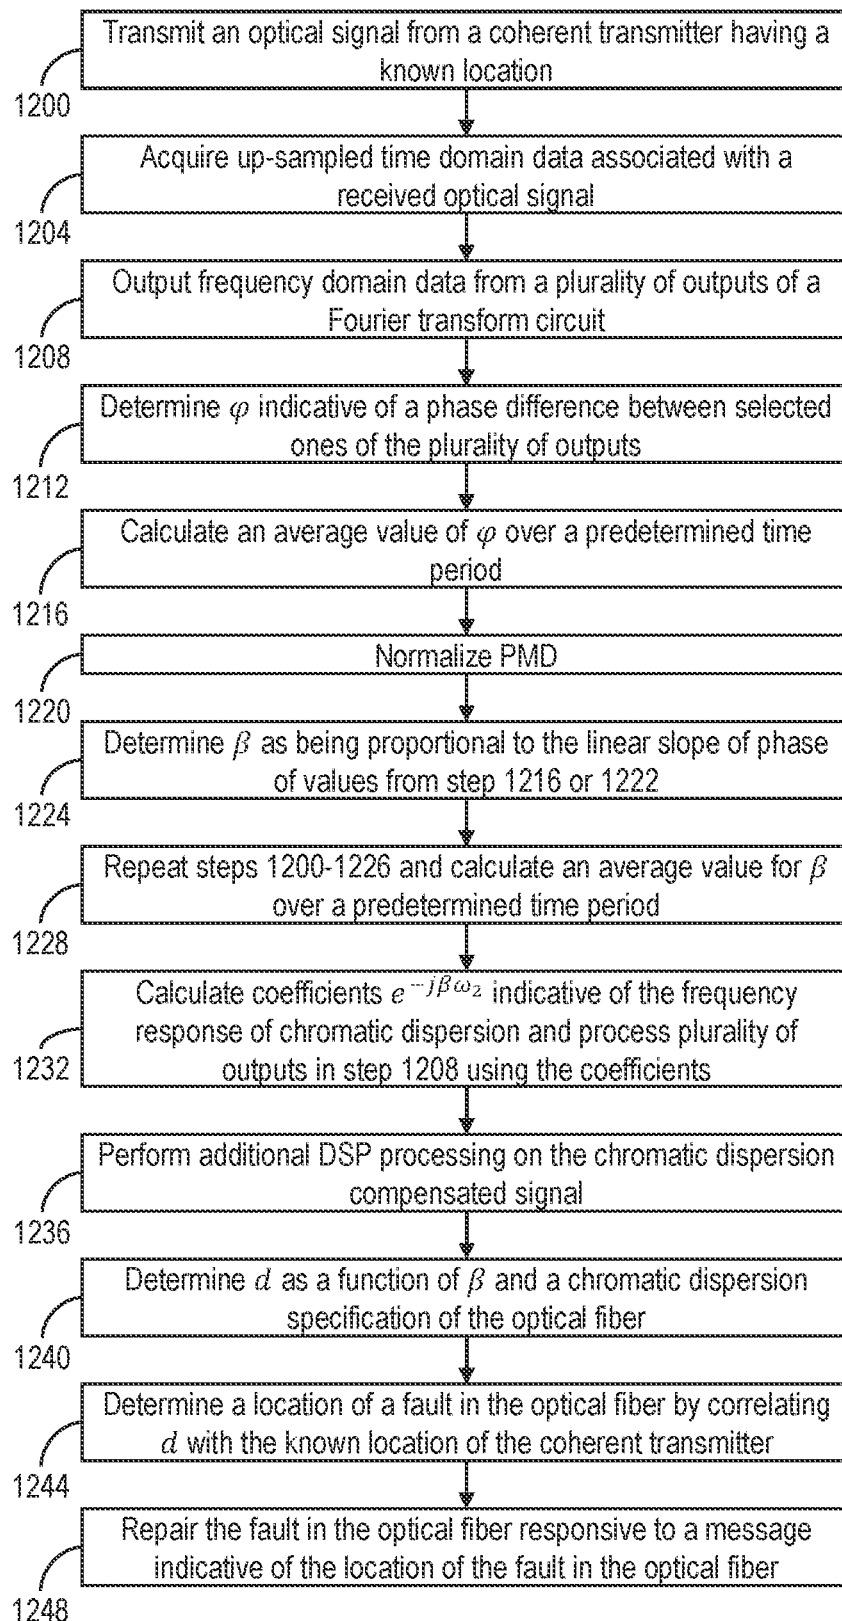 Transmit an optical signal from a coherent transmitter having a
known location
1200
Acquire up-sampled time domain data associated with a
received optical signal
1204
Output frequency domain data from a plurality of outputs of a
Fourier transform circuit
1208
Determine φ indicative of a phase difference between selected
ones of the plurality of outputs
1212
Calculate an average value of φ over a predetermined time
period
1216
Normalize PMD
1220
Determine β as being proportional to the linear slope of phase
of values from step 1216 or 1222
1224
Repeat steps 1200-1226 and calculate an average value for β
over a predetermined time period
1228
Calculate coefficients e^{-jβω_2} indicative of the frequency
response of chromatic dispersion and process plurality of
outputs in step 1208 using the coefficients
1232
Perform additional DSP processing on the chromatic dispersion
compensated signal
1236
Determine d as a function of β and a chromatic dispersion
specification of the optical fiber
1240
Determine a location of a fault in the optical fiber by correlating
d with the known location of the coherent transmitter
1244
Repair the fault in the optical fiber responsive to a message
indicative of the location of the fault in the optical fiber
1248